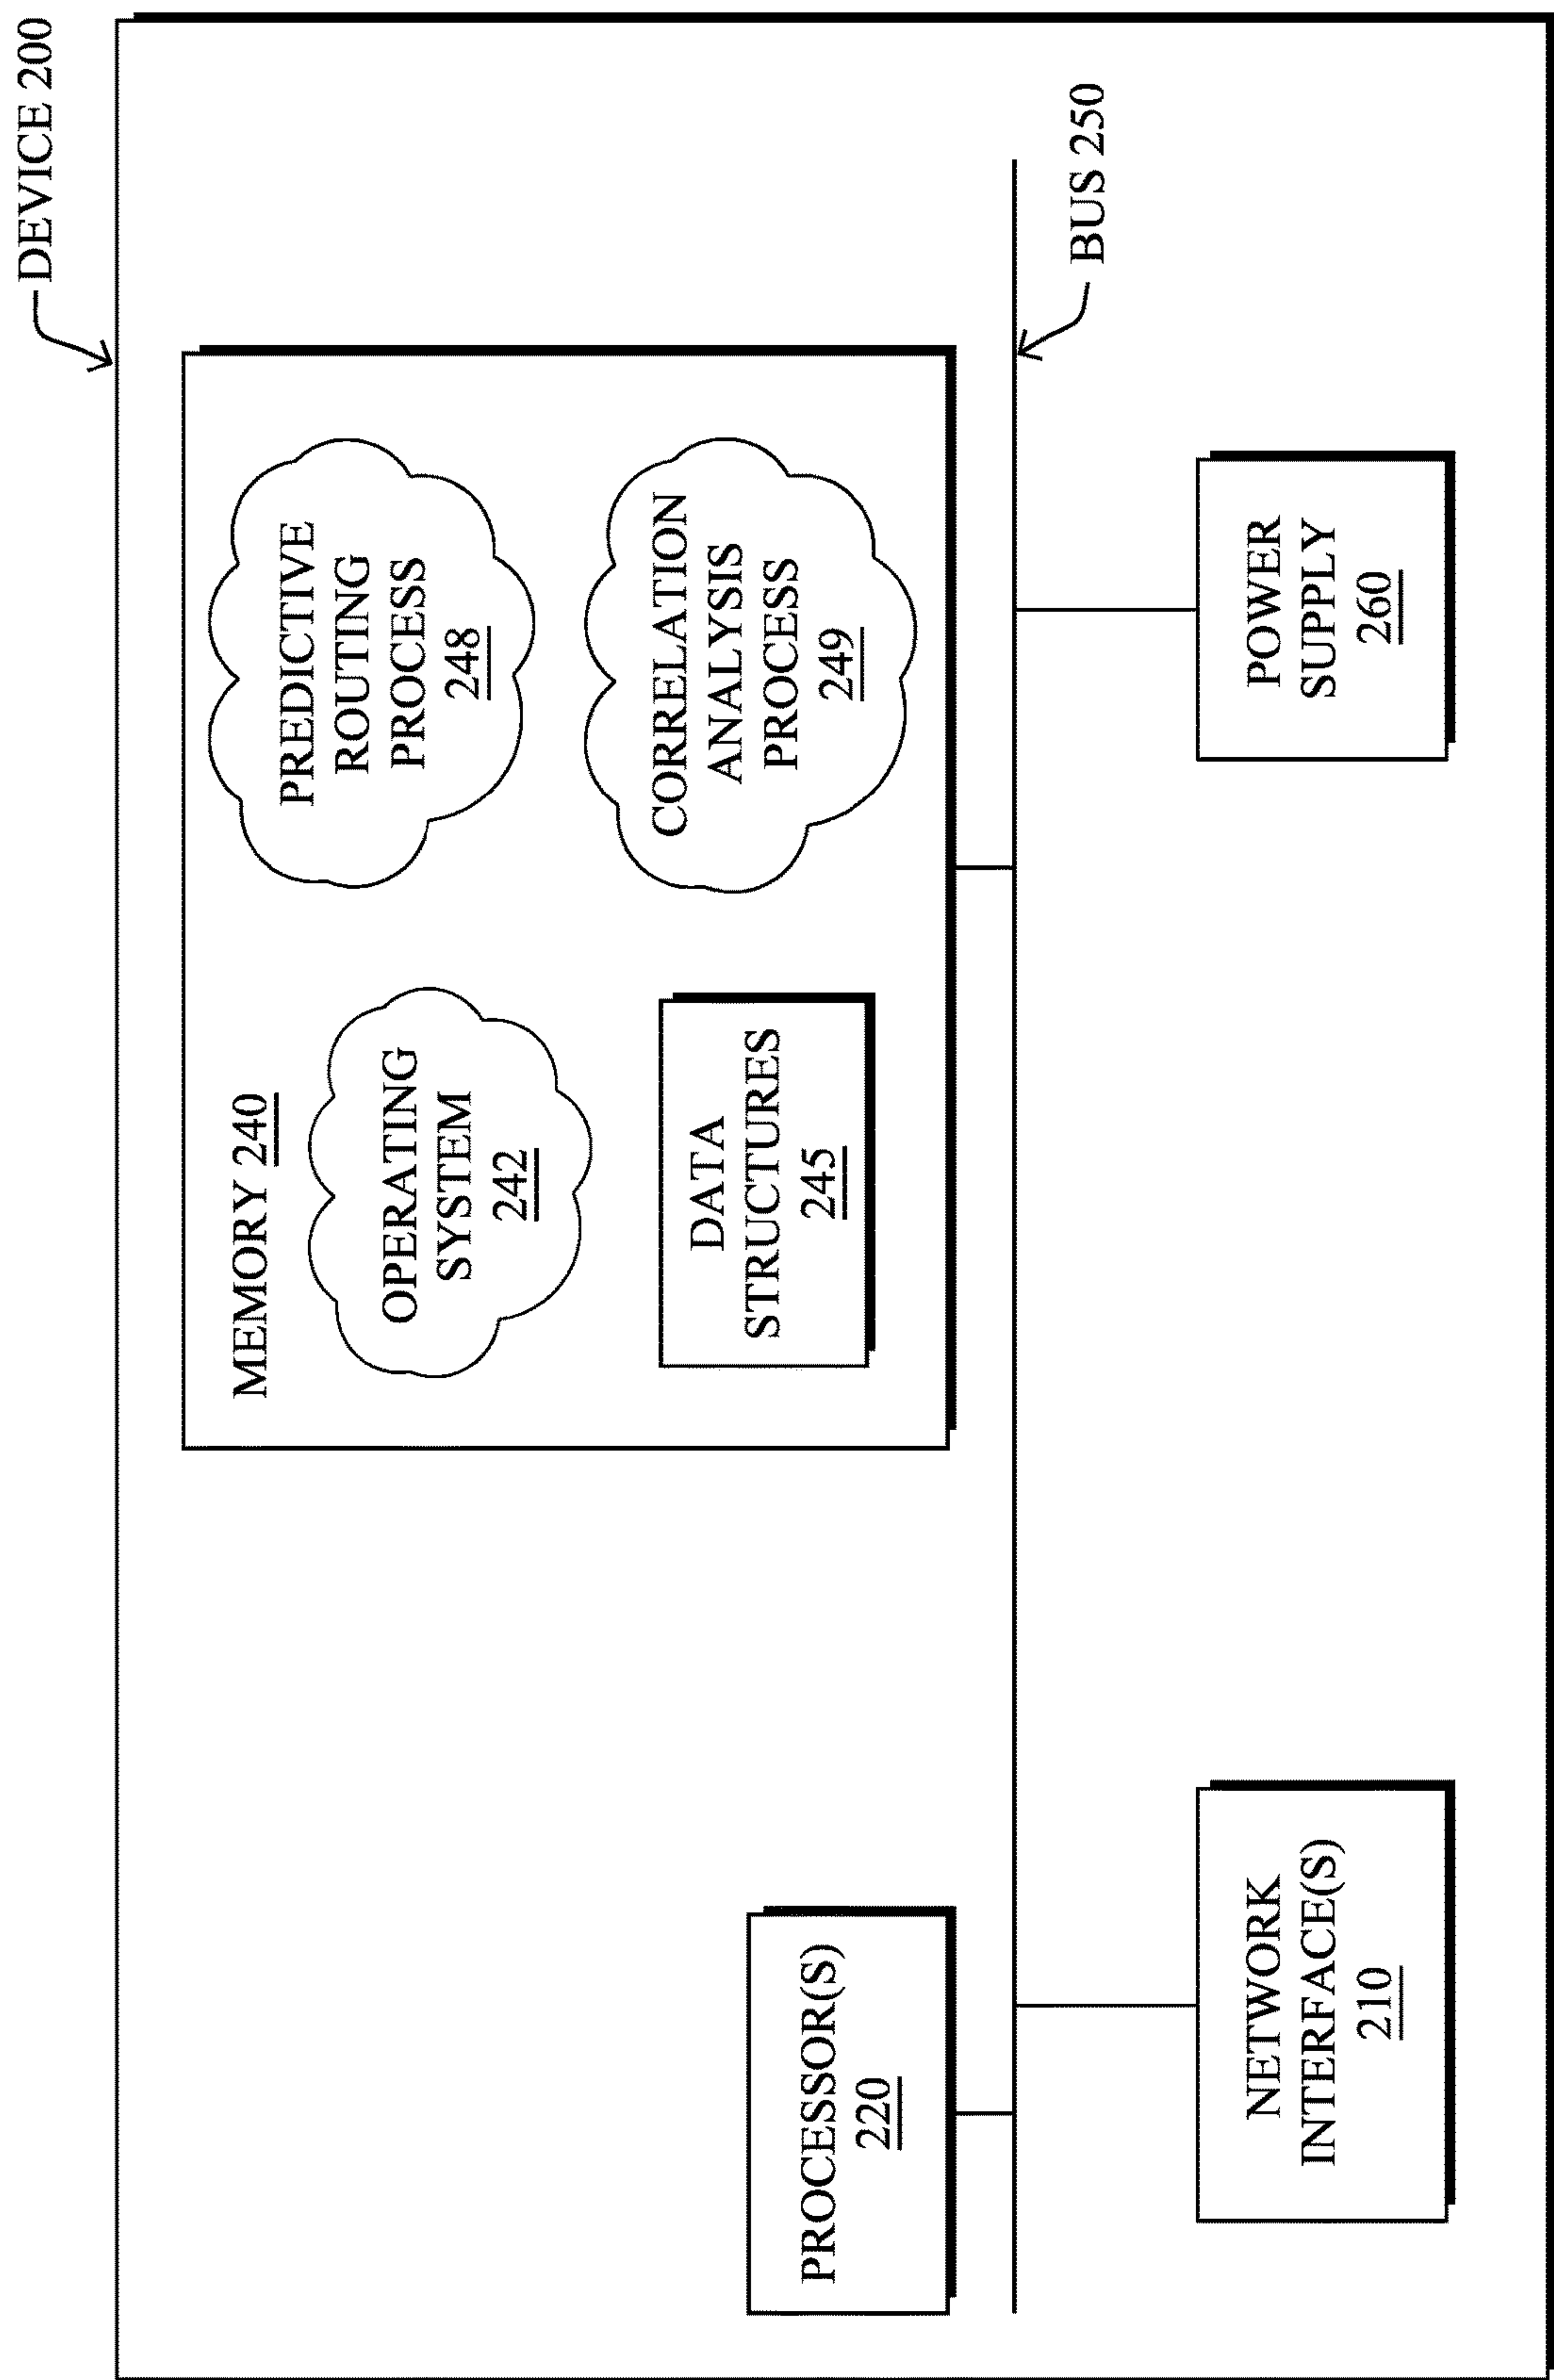 DEVICE 200
MEMORY 240
OPERATING
SYSTEM
242
DATA
STRUCTURES
245
PREDICTIVE
ROUTING
PROCESS
248
CORRELATION
ANALYSIS
PROCESS
249
PROCESSOR(S)
220
BUS 250
NETWORK
INTERFACE(S)
210
POWER
SUPPLY
260